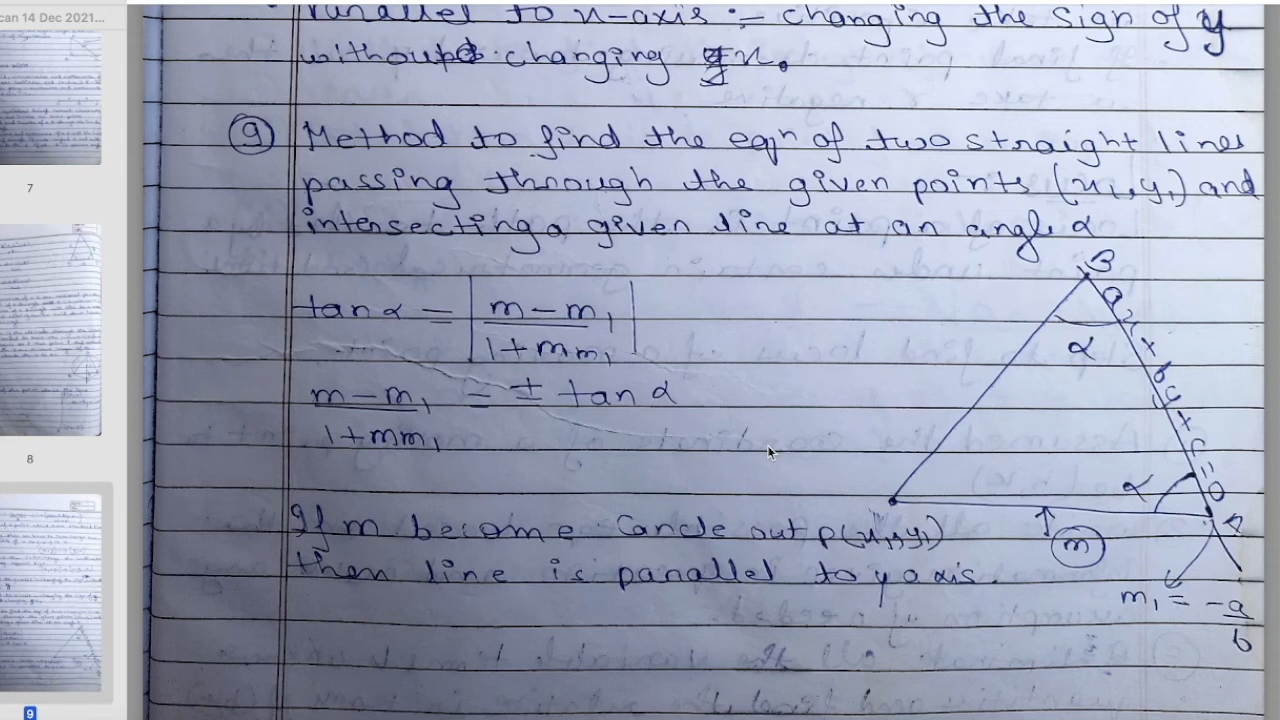 can 14 Dec 2021...
7
8
9
Parallel to x-axis :- changing the sign of y
without changing x.
⑨ Method to find the eqⁿ of two straight lines
passing through the given points (x₁, y₁) and
intersecting a given line at an angle α
tan α = | m - m₁ / 1 + mm₁ |
m - m₁ / 1 + mm₁ = ± tan α
If m become Cancle but p(x₁, y₁)
then line is parallel to y axis.
B
α
ax + by + c = 0
α
A
m
m₁ = -a/b